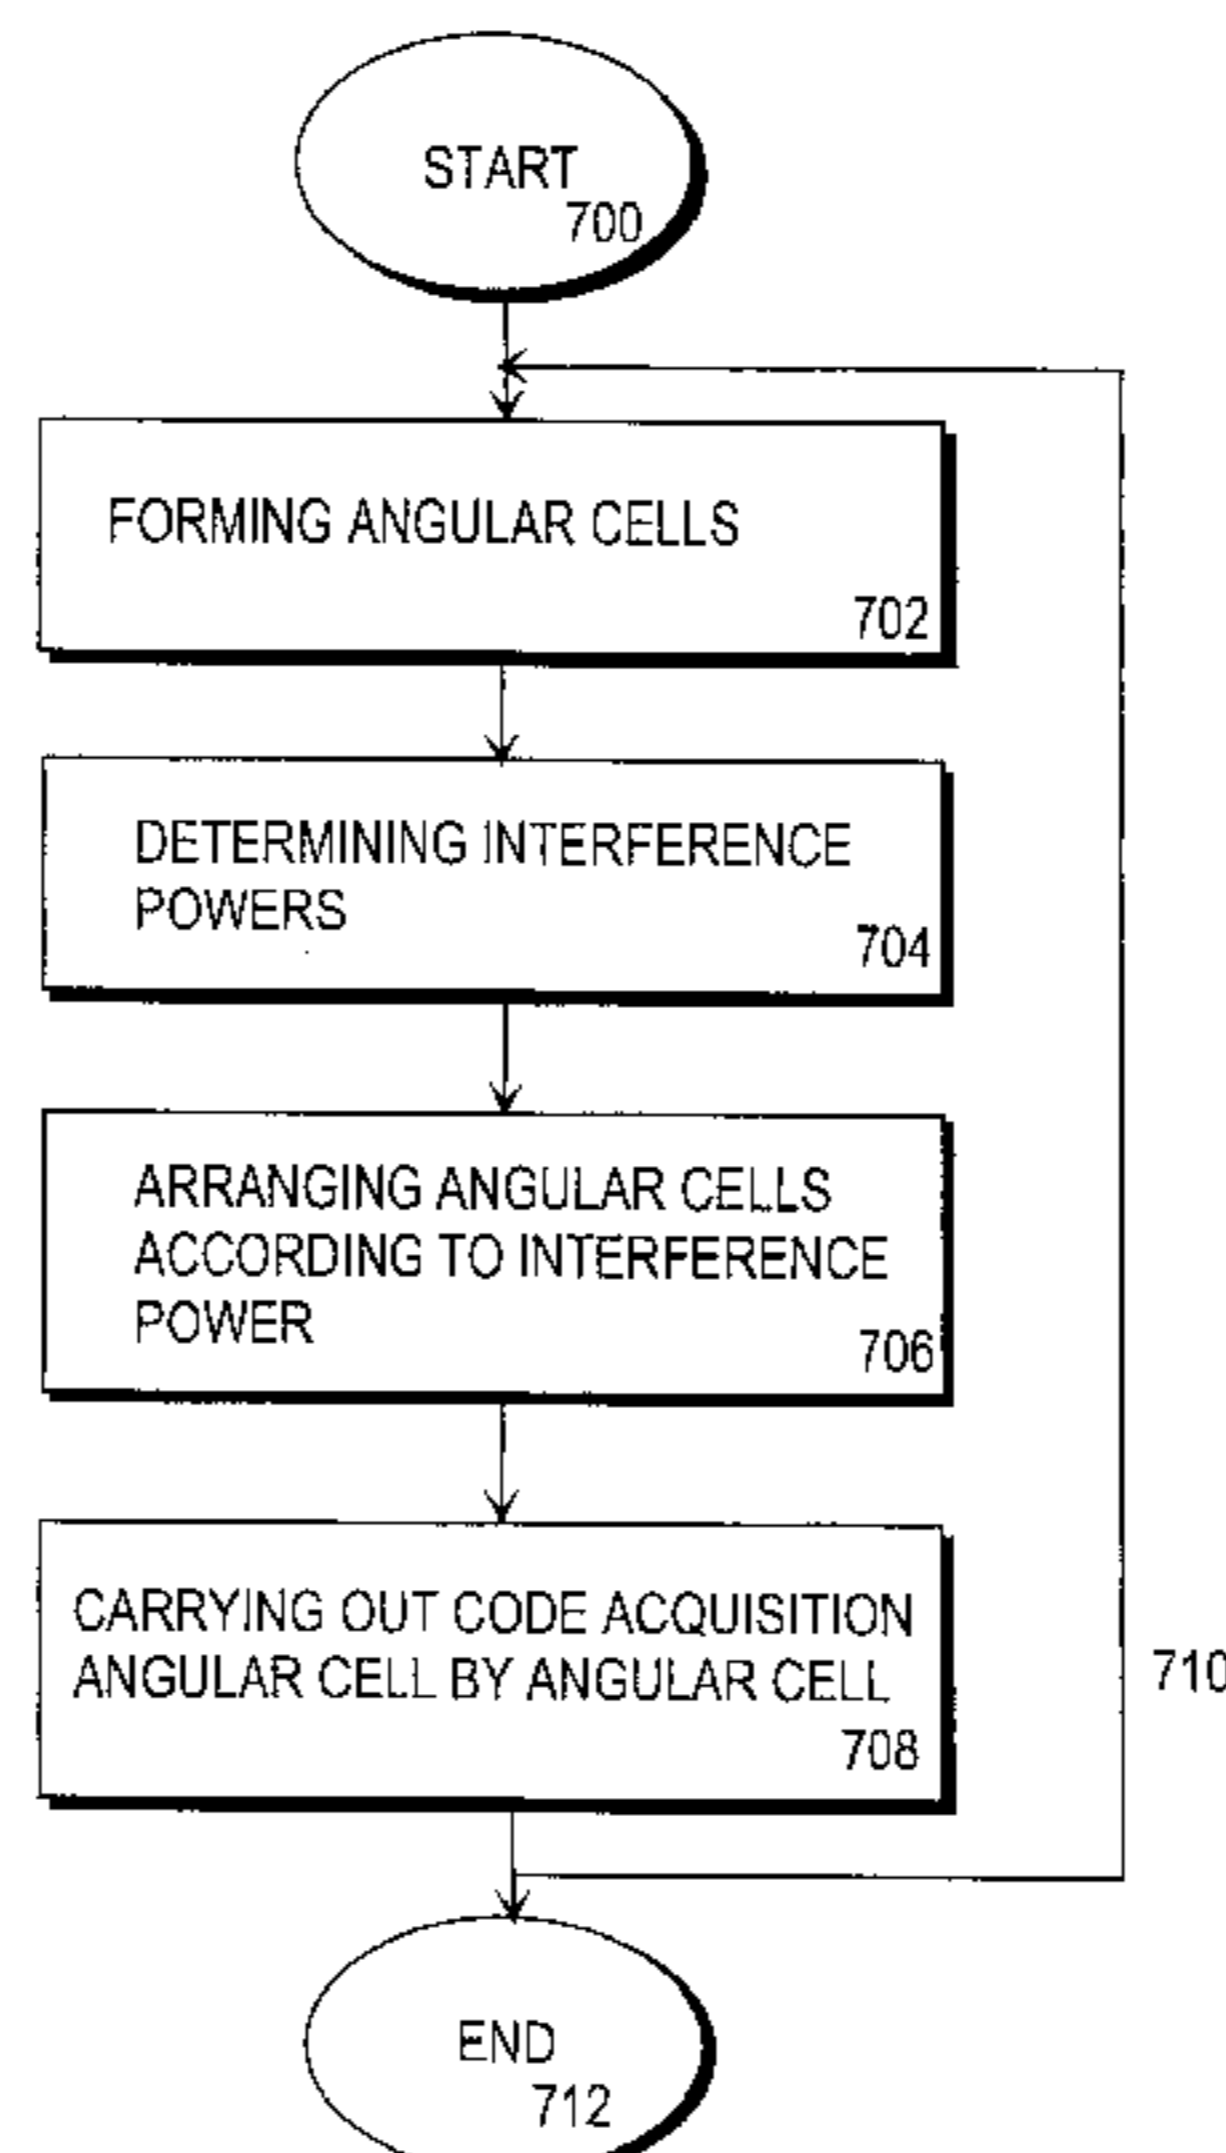 START
700
FORMING ANGULAR CELLS
702
DETERMINING INTERFERENCE
POWERS
704
ARRANGING ANGULAR CELLS
ACCORDING TO INTERFERENCE
POWER
706
CARRYING OUT CODE ACQUISITION
ANGULAR CELL BY ANGULAR CELL
708
710
END
712